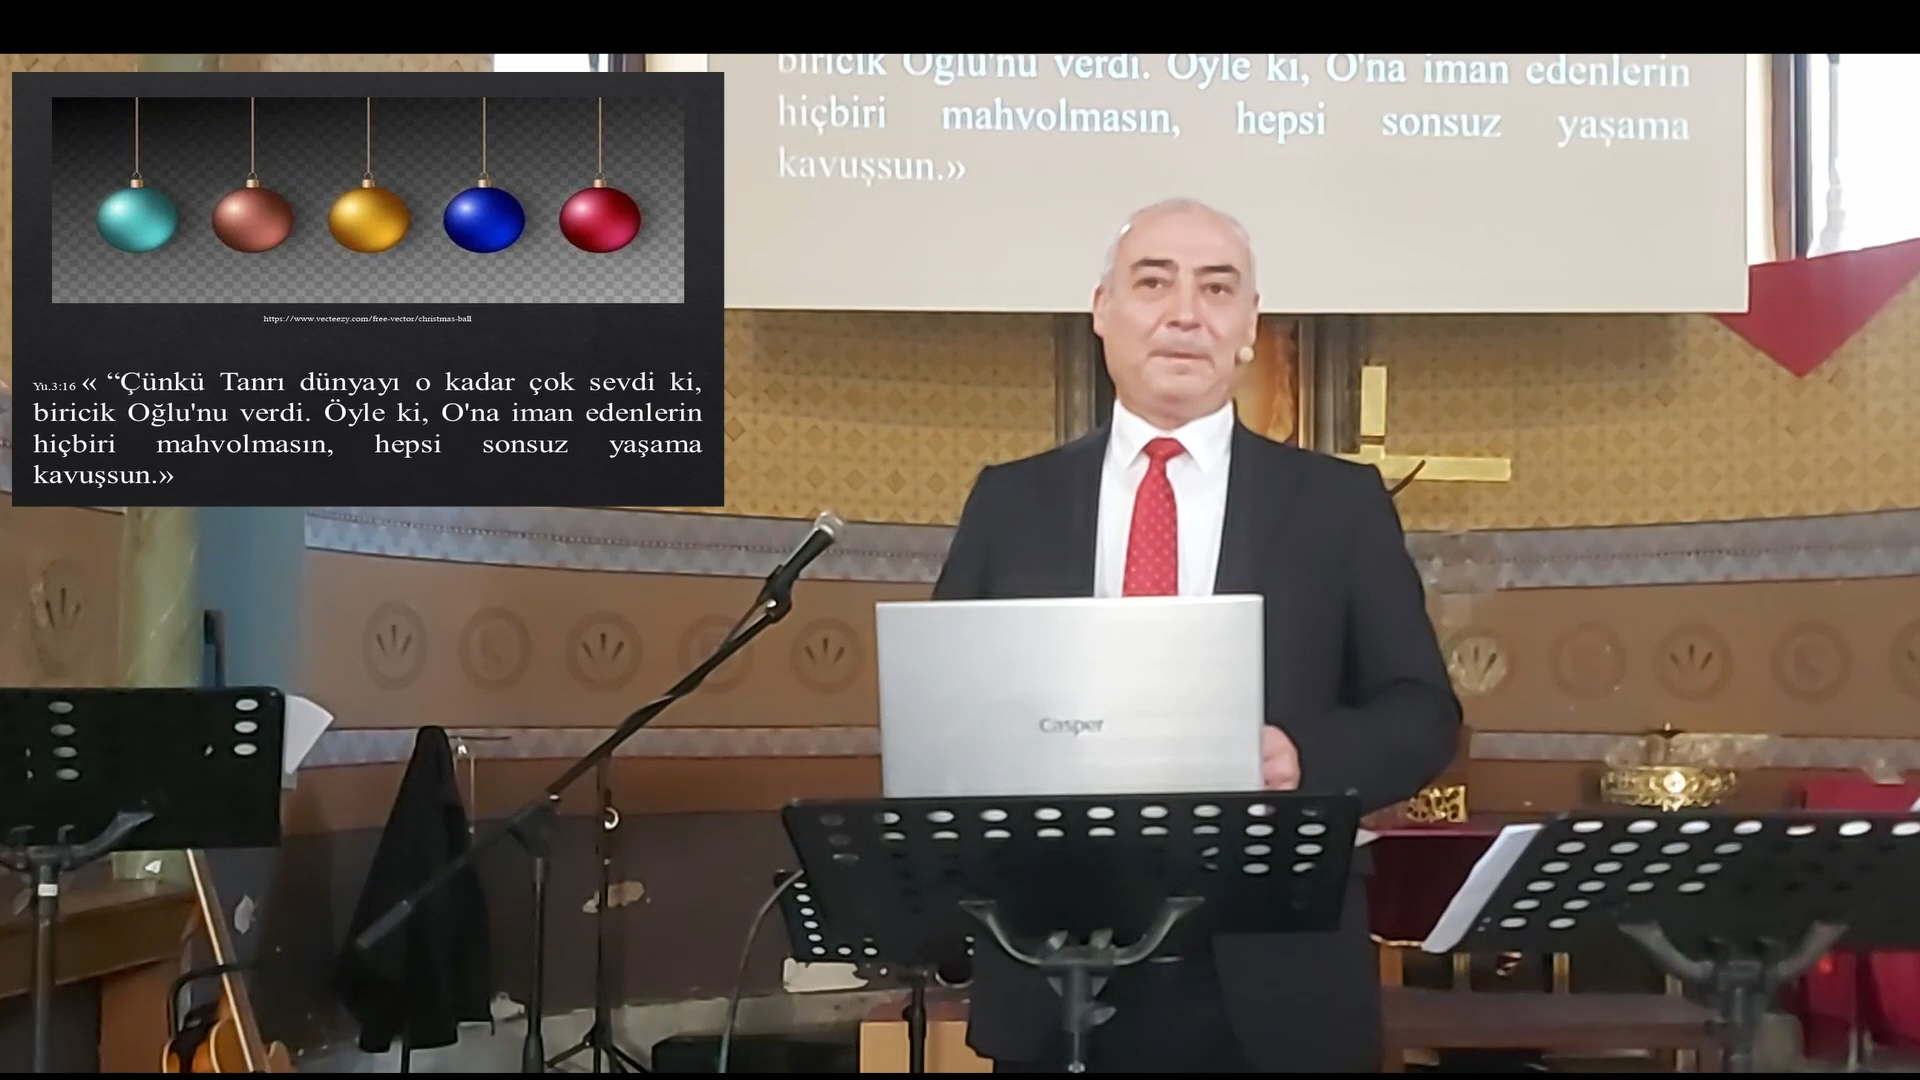 biricik Oğlu'nu verdi. Öyle ki, O'na iman edenlerin
hiçbiri mahvolmasın, hepsi sonsuz yaşama
kavuşsun.»
https://www.vecteezy.com/free-vector/christmas-ball
Yu.3:16 « “Çünkü Tanrı dünyayı o kadar çok sevdi ki,
biricik Oğlu'nu verdi. Öyle ki, O'na iman edenlerin
hiçbiri mahvolmasın, hepsi sonsuz yaşama
kavuşsun.»
Casper